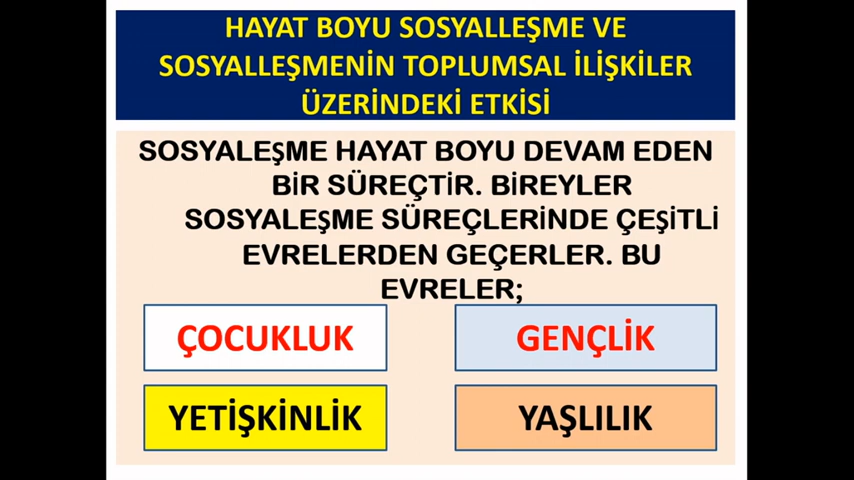 HAYAT BOYU SOSYALLEŞME VE
SOSYALLEŞMENİN TOPLUMSAL İLİŞKİLER
ÜZERİNDEKİ ETKİSİ
SOSYALEŞME HAYAT BOYU DEVAM EDEN
BİR SÜREÇTİR. BİREYLER
SOSYALEŞME SÜREÇLERİNDE ÇEŞİTLİ
EVRELERDEN GEÇERLER. BU
EVRELER;
ÇOCUKLUK
GENÇLİK
YETİŞKİNLİK
YAŞLILIK